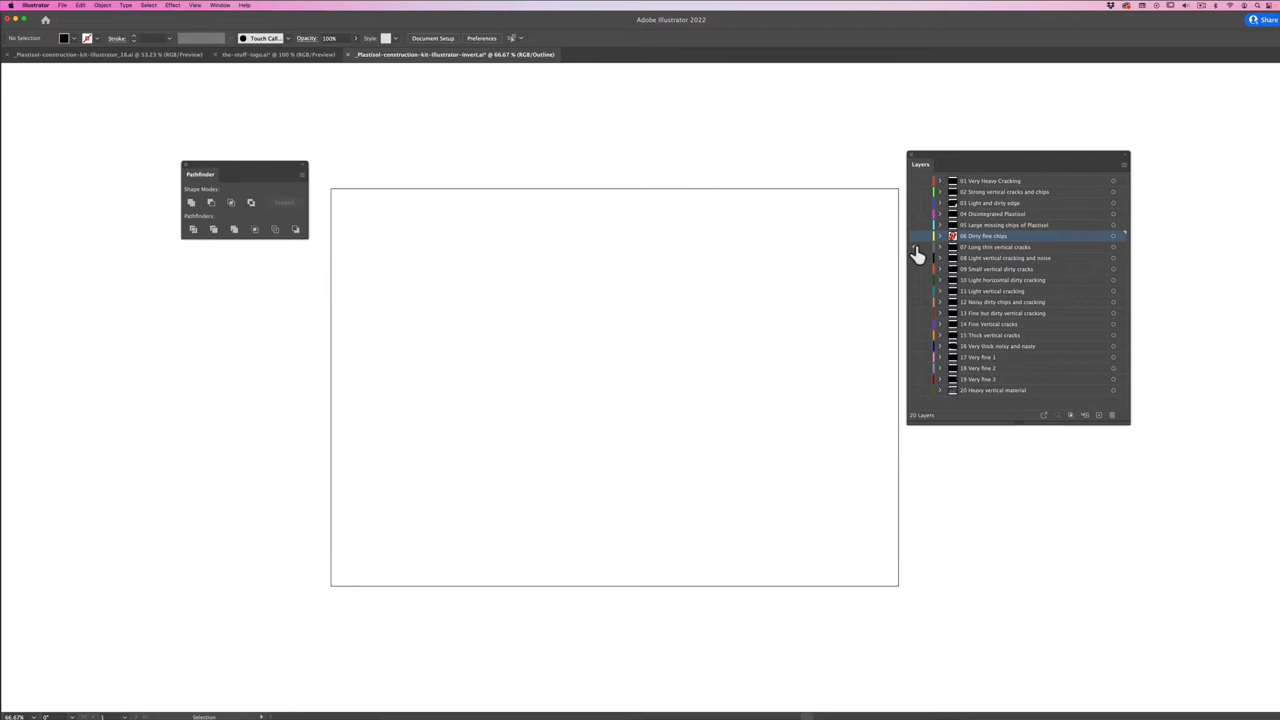 Illustrator File Edit Object Type Select Effect View Window Help
Adobe Illustrator 2022
Share
No Selection Stroke: Touch Call... Opacity: 100% Style: Document Setup Preferences
_Plastisol-construction-kit-illustrator_18.ai @ 53.23 % (RGB/Preview) the-stuff-logo.ai* @ 100 % (RGB/Preview) _Plastisol-construction-kit-illustrator-invert.ai* @ 66.67 % (RGB/Outline)
Pathfinder
Shape Modes:
Expand
Pathfinders:
Layers
01 Very Heavy Cracking
02 Strong vertical cracks and chips
03 Light and dirty edge
04 Disintegrated Plastisol
05 Large missing chips of Plastisol
06 Dirty fine chips
07 Long thin vertical cracks
08 Light vertical cracking and noise
09 Small vertical dirty cracks
10 Light horizontal dirty cracking
11 Light vertical cracking
12 Noisy dirty chips and cracking
13 Fine but dirty vertical cracking
14 Fine Vertical cracks
15 Thick vertical cracks
16 Very thick noisy and nasty
17 Very fine 1
18 Very fine 2
19 Very fine 3
20 Heavy vertical material
20 Layers
66.67% 0° 1 Selection